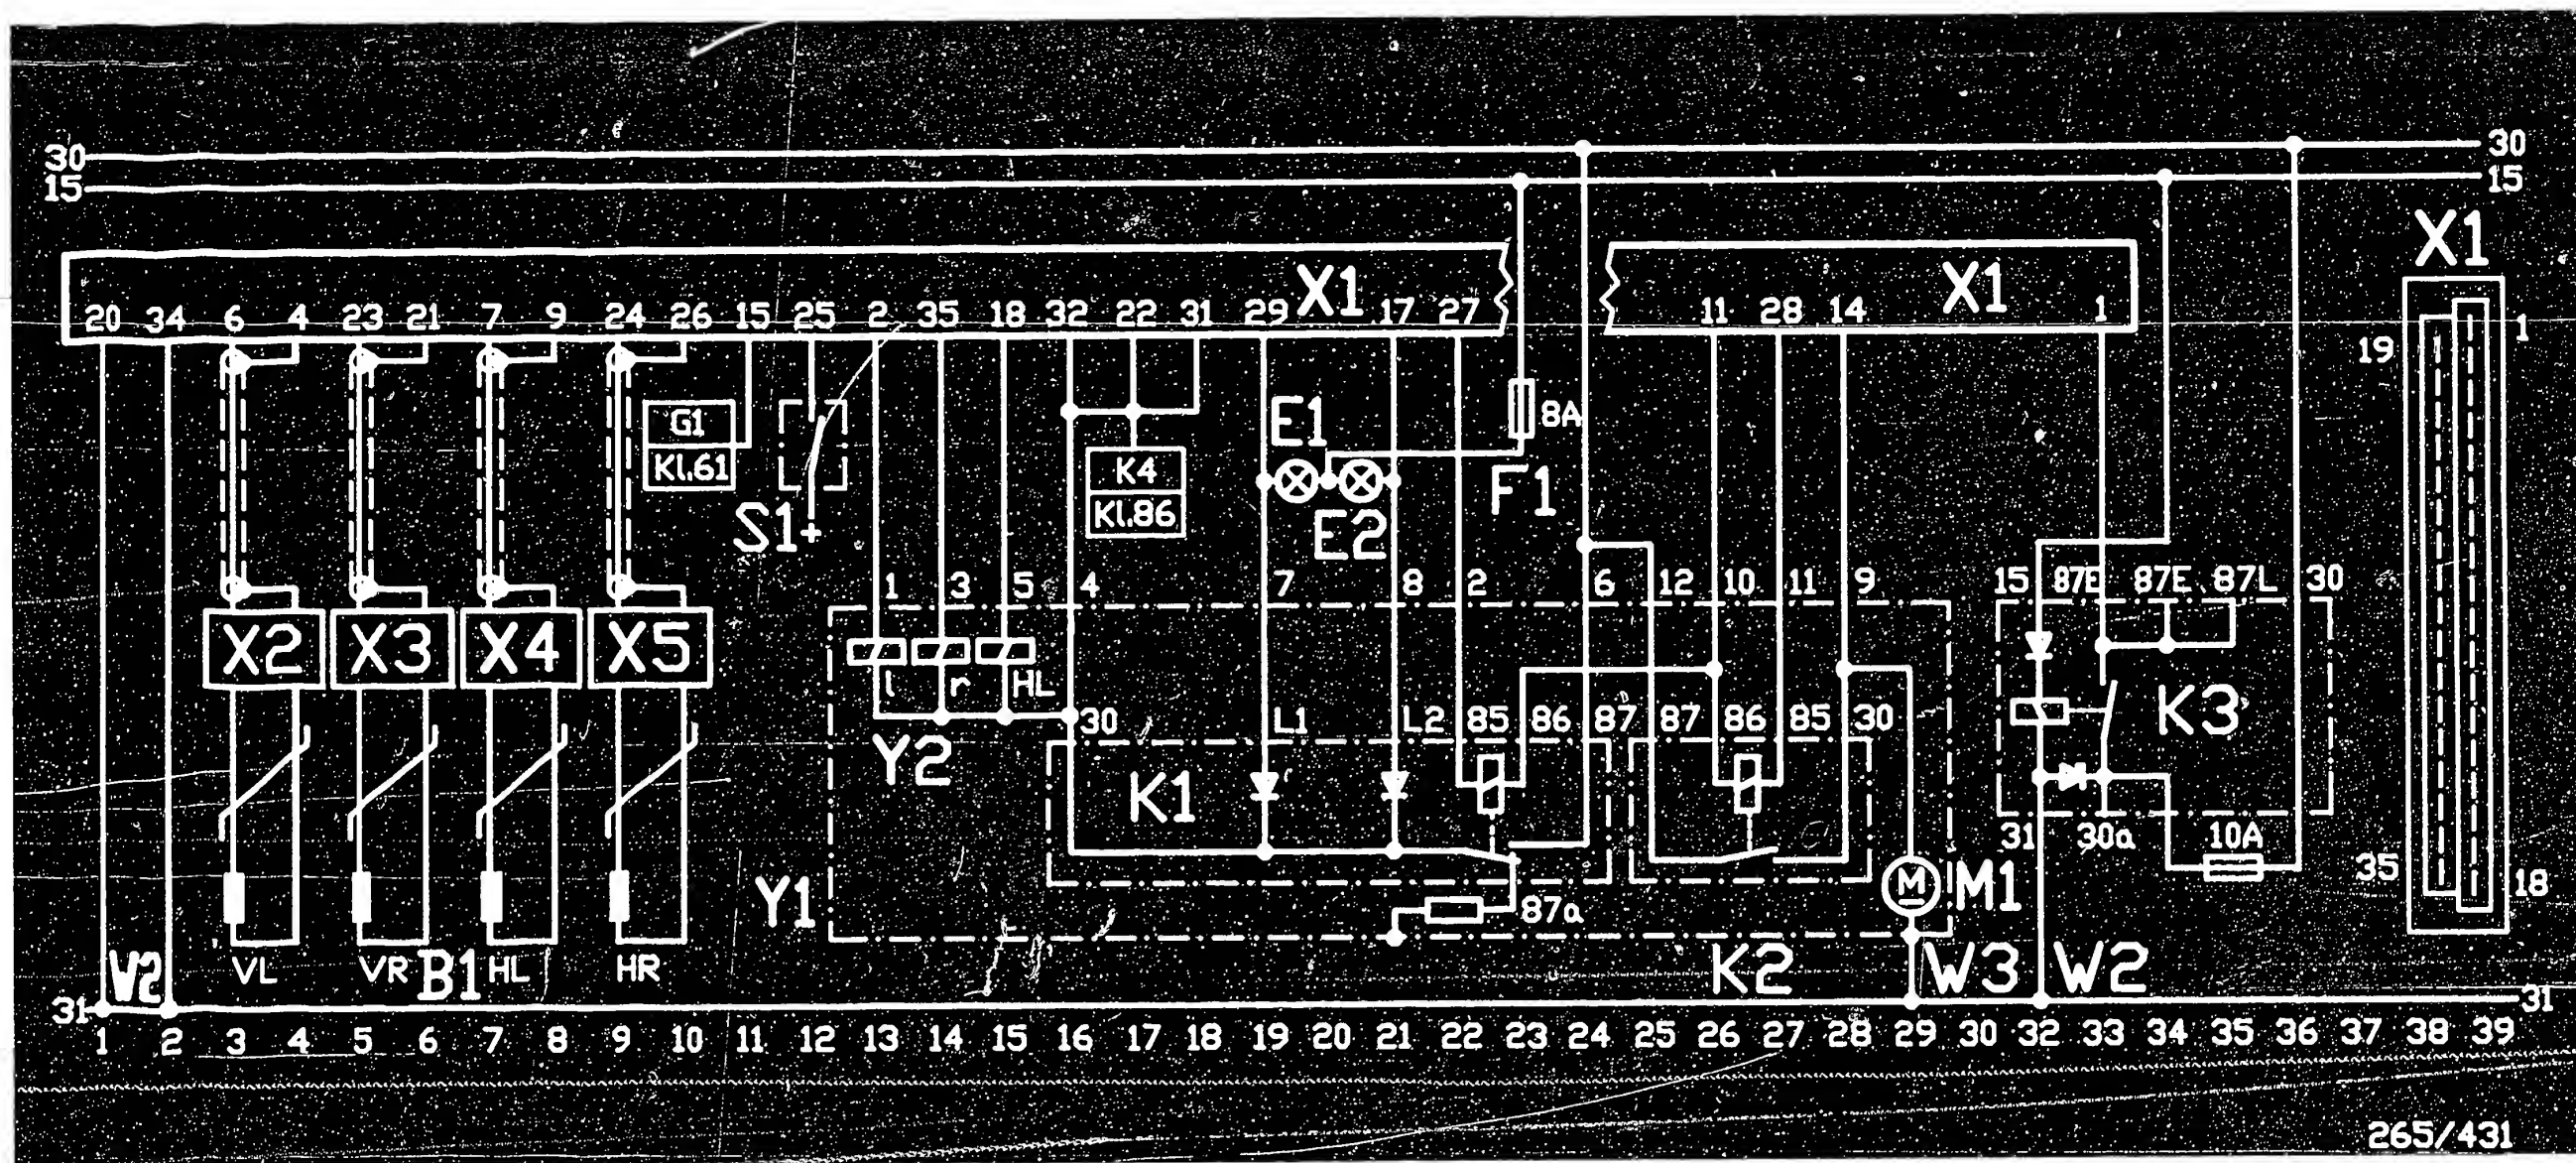 30 30
15 15
X1
20 34 6 4 23 21 7 9 24 26 15 25 2 35 18 32 22 31 29 X1 17 27 11 28 14 X1 1
19 1
G1
Kl.61
E1
8A
K4
Kl.86
F1
S1+
E2
1 3 5 4 7 8 2 6 12 10 11 9 15 87E 87E 87L 30
X2 X3 X4 X5
l r HL
30 L1 L2 85 86 87 87 86 85 30
K3
Y2
K1
31 30a 10A
35 18
Y1
87a
M M1
W2 VL VR B1 HL HR K2 W3 W2
31 31
1 2 3 4 5 6 7 8 9 10 11 12 13 14 15 16 17 18 19 20 21 22 23 24 25 26 27 28 29 30 32 33 34 35 36 37 38 39
265/431